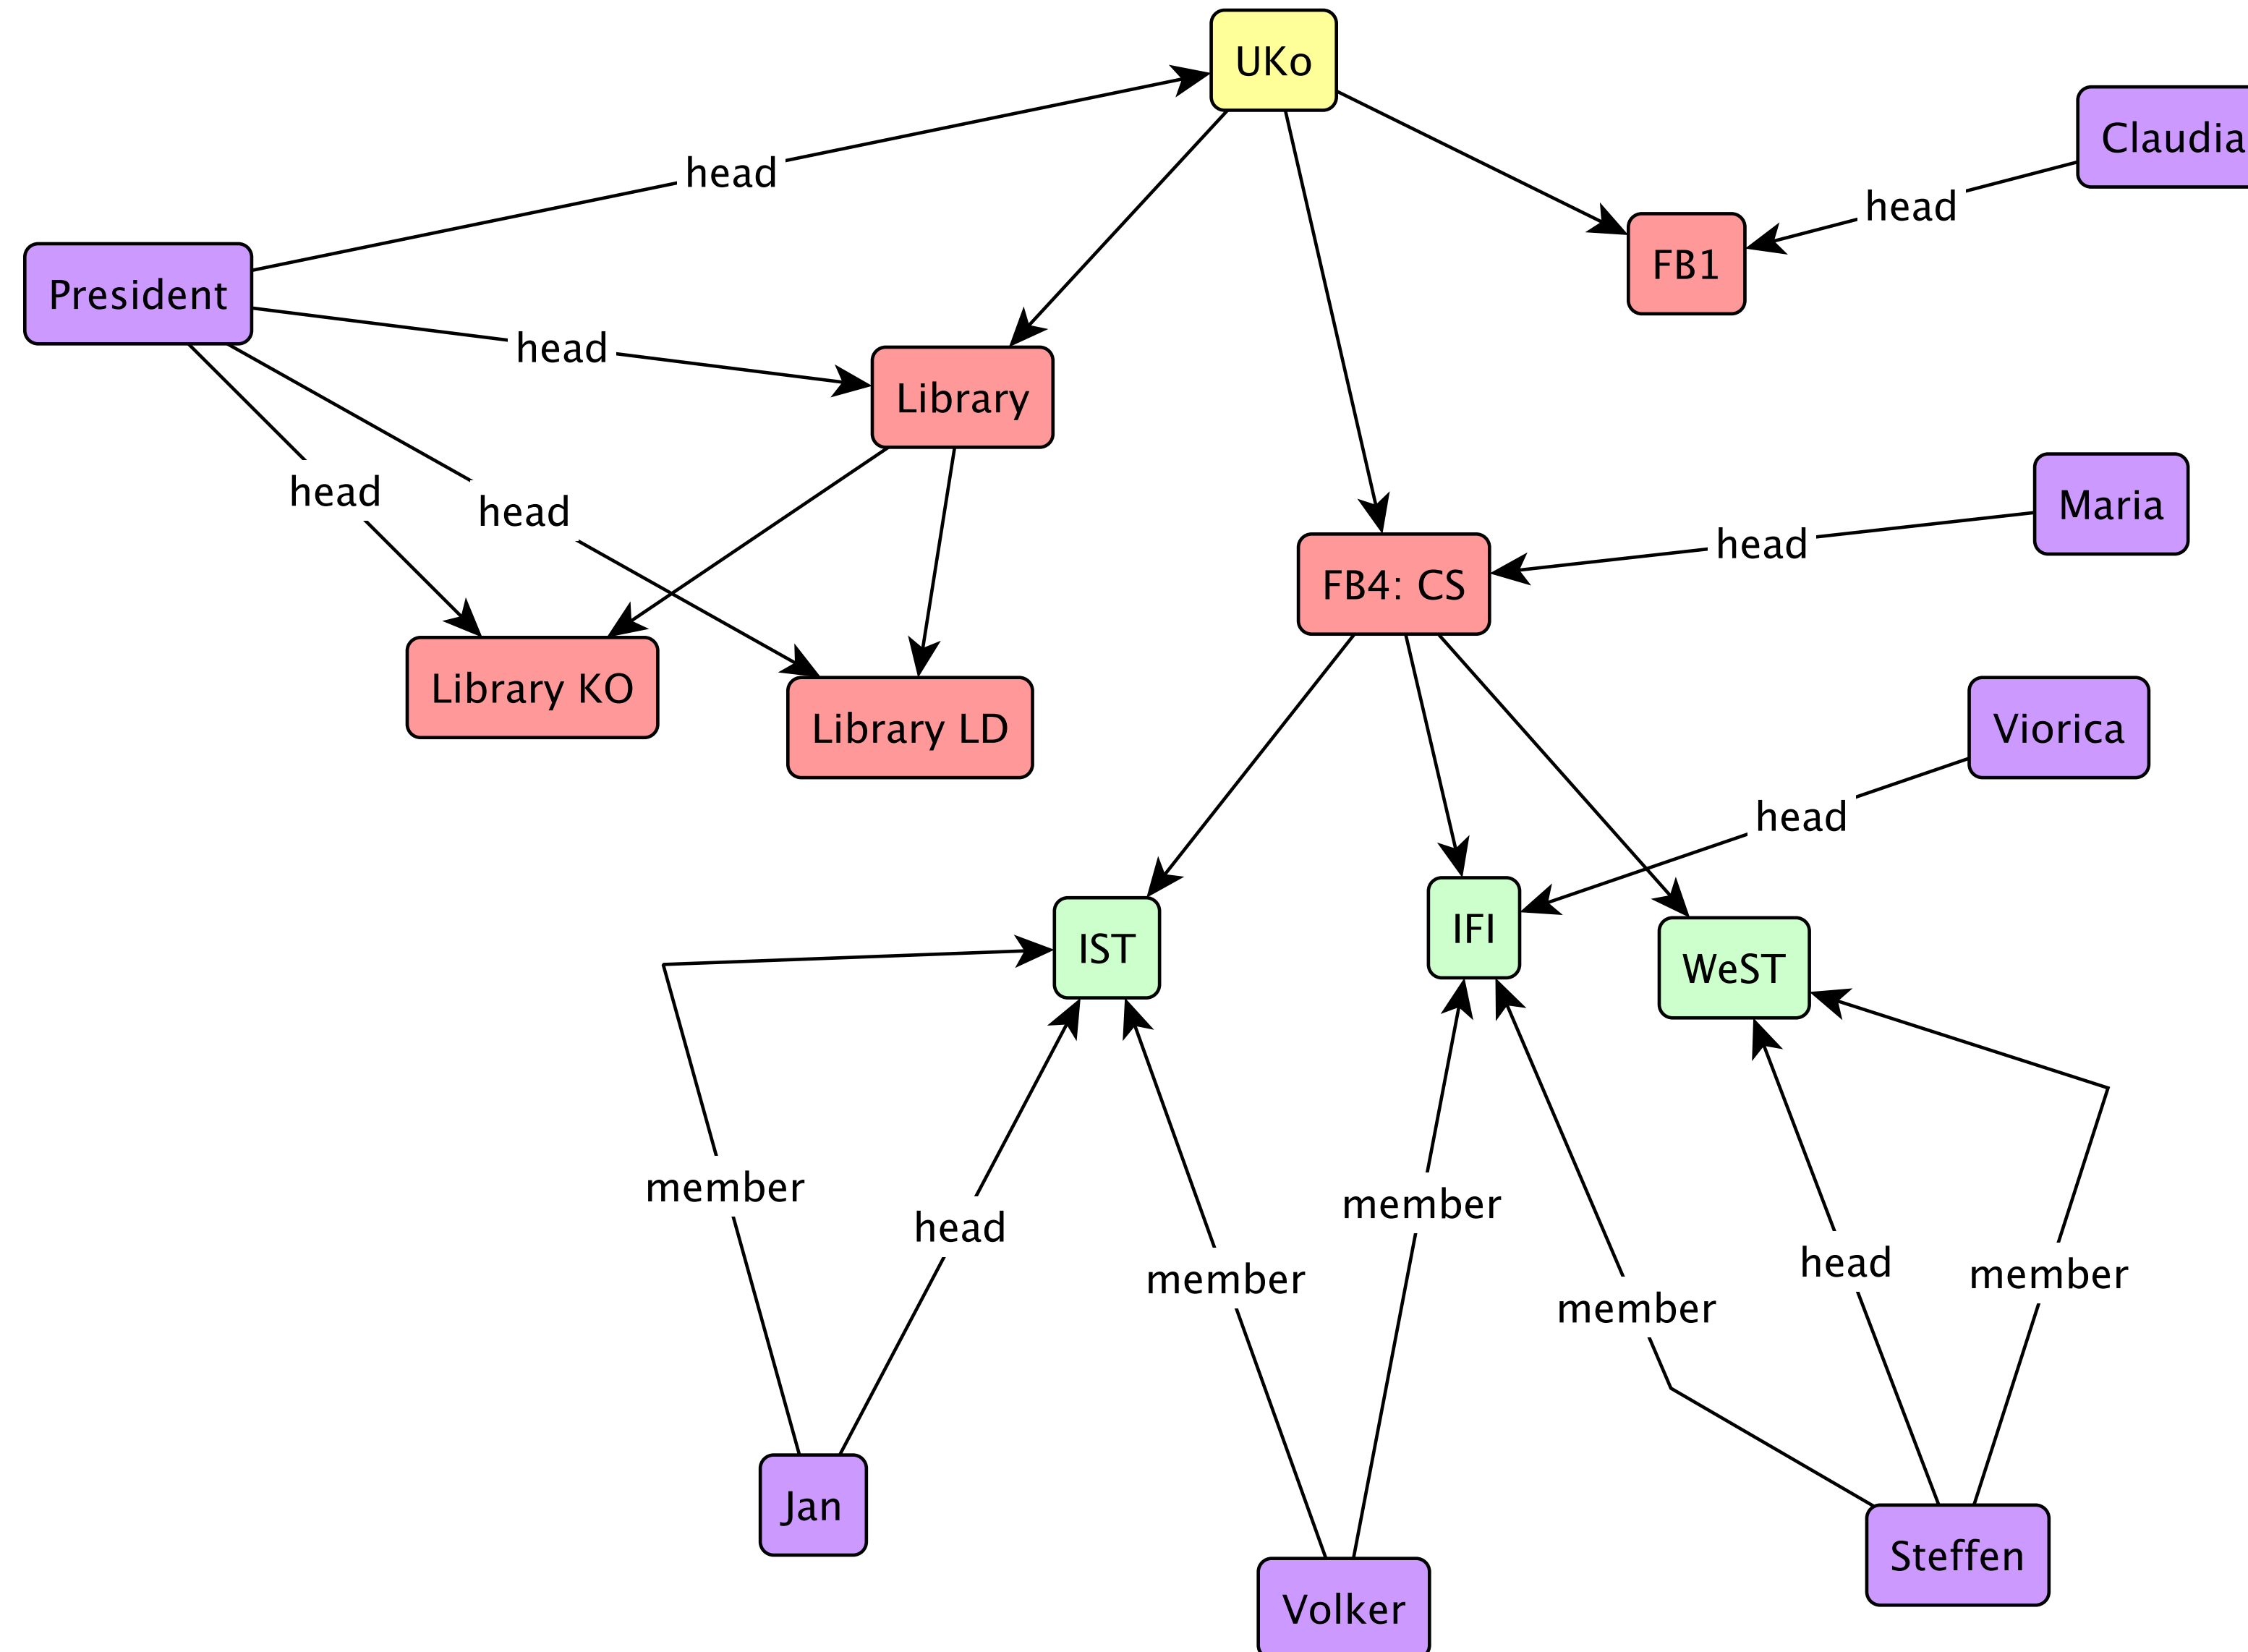 UKo
Claudia
head
head
FB1
President
head
Library
head
head
Maria
head
FB4: CS
Library KO
Library LD
Viorica
head
IFI
IST
WeST
member
member
head
head
member
member
member
Jan
Steffen
Volker